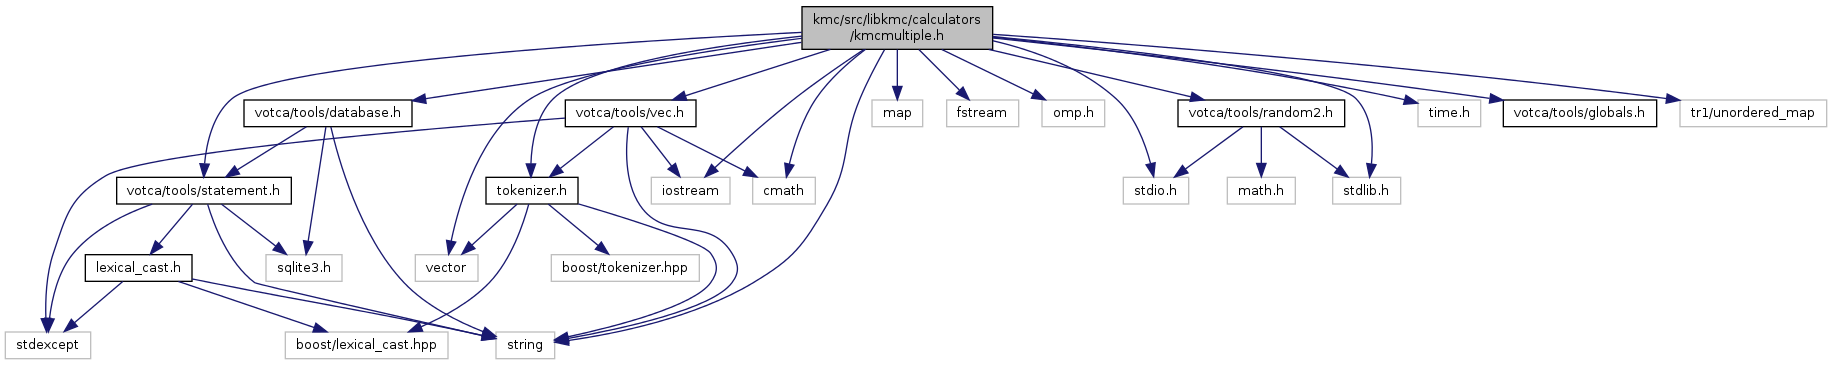 kmc/src/libkmc/calculators
/kmcmultiple.h
votca/tools/database.h
votca/tools/vec.h
map
fstream
omp.h
votca/tools/random2.h
time.h
votca/tools/globals.h
tr1/unordered_map
votca/tools/statement.h
tokenizer.h
iostream
cmath
stdio.h
math.h
stdlib.h
lexical_cast.h
sqlite3.h
vector
boost/tokenizer.hpp
stdexcept
boost/lexical_cast.hpp
string